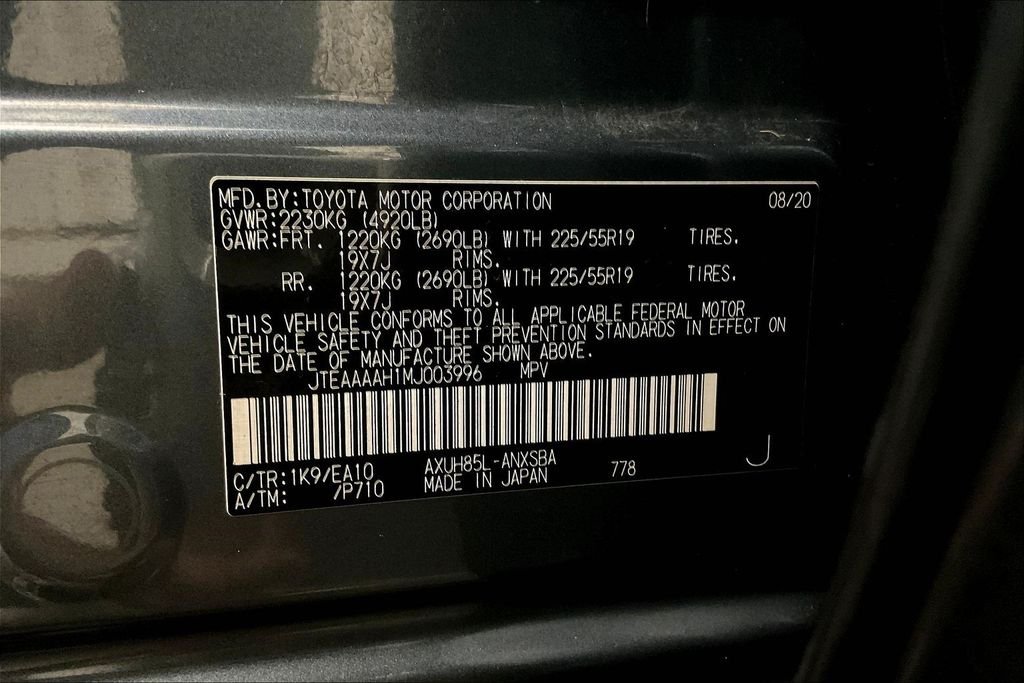 MFD.BY:TOYOTA MOTOR CORPORATION 08/20
GVWR:2230KG (4920LB)
GAWR:FRT. 1220KG (2690LB) WITH 225/55R19 TIRES.
19X7J RIMS.
RR. 1220KG (2690LB) WITH 225/55R19 TIRES.
19X7J RIMS.
THIS VEHICLE CONFORMS TO ALL APPLICABLE FEDERAL MOTOR
VEHICLE SAFETY AND THEFT PREVENTION STANDARDS IN EFFECT ON
THE DATE OF MANUFACTURE SHOWN ABOVE.
JTEAAAAH1MJ003996 MPV
C/TR:1K9/EA10 AXUH85L-ANXSBA 778 J
A/TM: /P710 MADE IN JAPAN